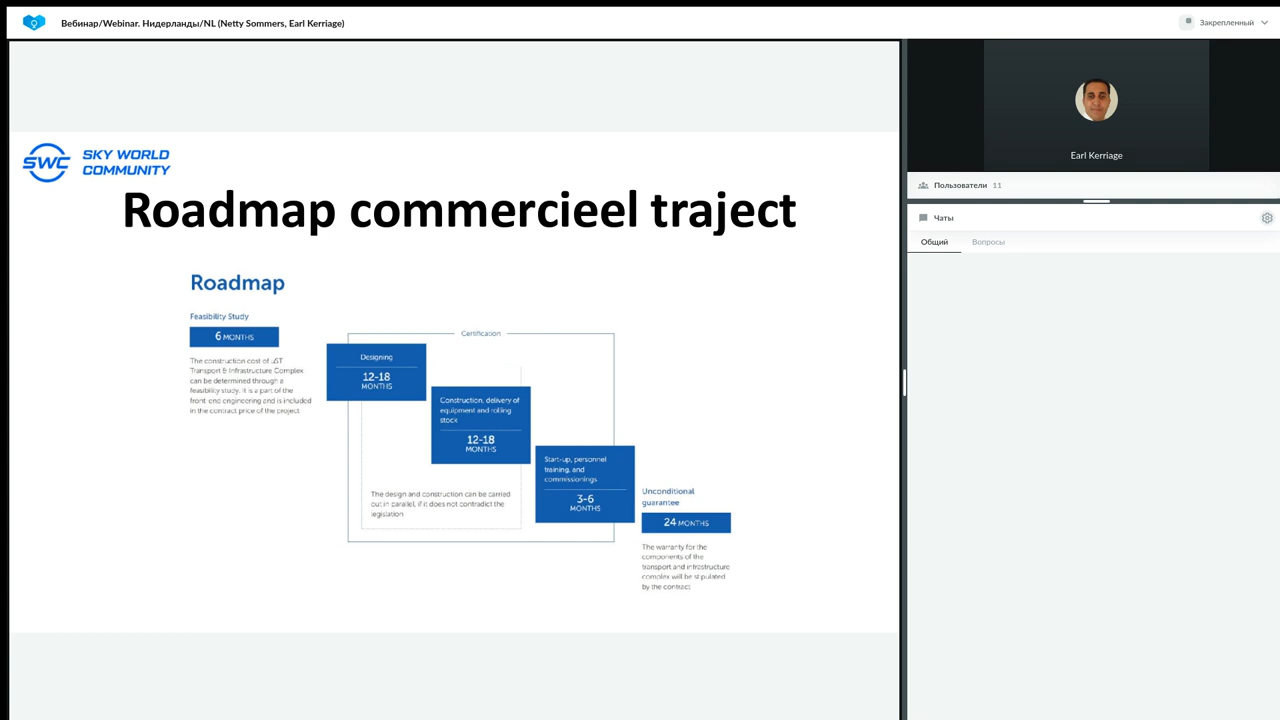 Вебинар/Webinar. Нидерланды/NL (Netty Sommers, Earl Kerriage)
Закрепленный
SWC
SKY WORLD
COMMUNITY
Roadmap commercieel traject
Roadmap
Feasibility Study
6 MONTHS
The construction cost of uST
Transport & Infrastructure Complex
can be determined through a
feasibility study. It is a part of the
front-end engineering and is included
in the contract price of the project
Certification
Designing
12-18
MONTHS
Construction, delivery of
equipment and rolling
stock
12-18
MONTHS
Start-up, personnel
training, and
commissionings
3-6
MONTHS
The design and construction can be carried
out in parallel, if it does not contradict the
legislation
Unconditional
guarantee
24 MONTHS
The warranty for the
components of the
transport and infrastructure
complex will be stipulated
by the contract
Earl Kerriage
Пользователи 11
Чаты
Общий
Вопросы